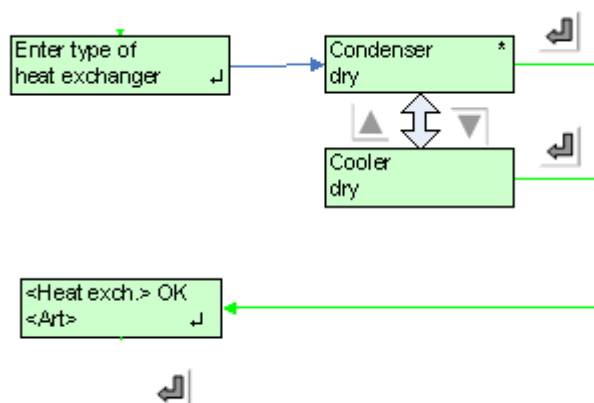 Enter type of
heat exchanger ↵
Condenser *
dry
Cooler
dry
<Heat exch.> OK
<Art> ↵